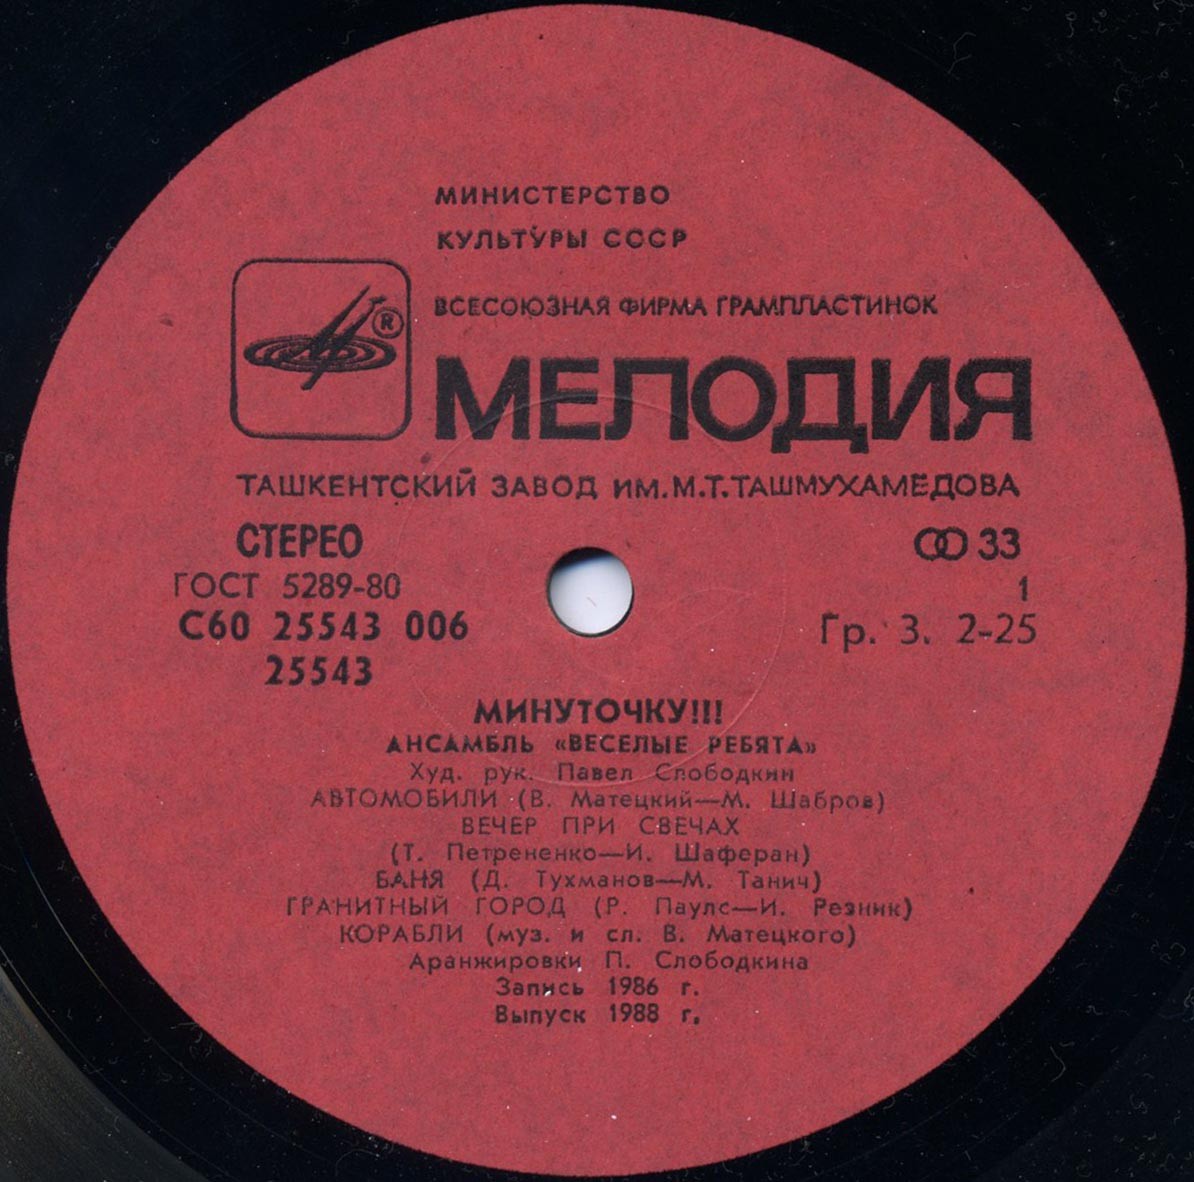 МИНИСТЕРСТВО
КУЛЬТУРЫ СССР
ВСЕСОЮЗНАЯ ФИРМА ГРАМПЛАСТИНОК
®
МЕЛОДИЯ
ТАШКЕНТСКИЙ ЗАВОД ИМ.М.Т.ТАШМУХАМЕДОВА
СТЕРЕО
33
ГОСТ 5289-80
1
С60 25543 006
Гр. 3. 2-25
25543
МИНУТОЧКУ!!!
АНСАМБЛЬ «ВЕСЕЛЫЕ РЕБЯТА»
Худ. рук. Павел Слободкин
АВТОМОБИЛИ (В. Матецкий—М. Шабров)
ВЕЧЕР ПРИ СВЕЧАХ
(Т. Петрененко—И. Шаферан)
БАНЯ (Д. Тухманов—М. Танич)
ГРАНИТНЫЙ ГОРОД (Р. Паулс—И. Резник)
КОРАБЛИ (муз. и сл. В. Матецкого)
Аранжировки П. Слободкина
Запись 1986 г.
Выпуск 1988 г.